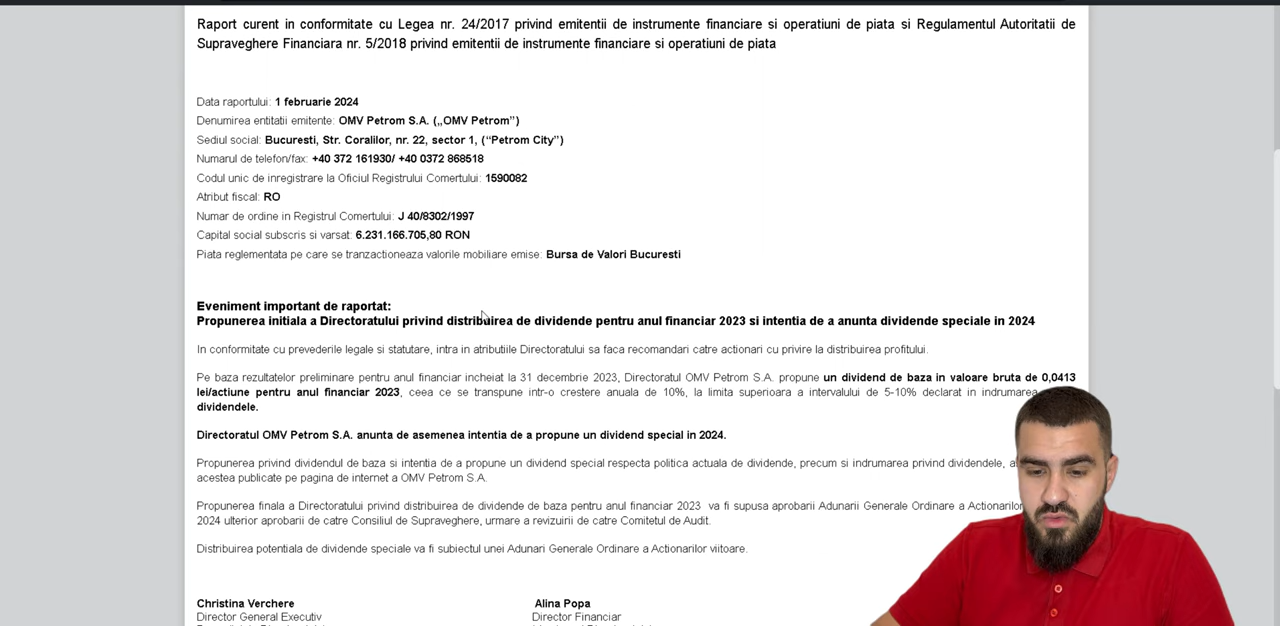 Raport curent in conformitate cu Legea nr. 24/2017 privind emitentii de instrumente financiare si operatiuni de piata si Regulamentul Autoritatii de
Supraveghere Financiara nr. 5/2018 privind emitentii de instrumente financiare si operatiuni de piata
Data raportului: 1 februarie 2024
Denumirea entitatii emitente: OMV Petrom S.A. („OMV Petrom”)
Sediul social: Bucuresti, Str. Coralilor, nr. 22, sector 1, (“Petrom City”)
Numarul de telefon/fax: +40 372 161930/ +40 0372 868518
Codul unic de inregistrare la Oficiul Registrului Comertului: 1590082
Atribut fiscal: RO
Numar de ordine in Registrul Comertului: J 40/8302/1997
Capital social subscris si varsat: 6.231.166.705,80 RON
Piata reglementata pe care se tranzactioneaza valorile mobiliare emise: Bursa de Valori Bucuresti
Eveniment important de raportat:
Propunerea initiala a Directoratului privind distribuirea de dividende pentru anul financiar 2023 si intentia de a anunta dividende speciale in 2024
In conformitate cu prevederile legale si statutare, intra in atributiile Directoratului sa faca recomandari catre actionari cu privire la distribuirea profitului.
Pe baza rezultatelor preliminare pentru anul financiar incheiat la 31 decembrie 2023, Directoratul OMV Petrom S.A. propune un dividend de baza in valoare bruta de 0,0413
lei/actiune pentru anul financiar 2023, ceea ce se transpune intr-o crestere anuala de 10%, la limita superioara a intervalului de 5-10% declarat in indrumarea
dividendele.
Directoratul OMV Petrom S.A. anunta de asemenea intentia de a propune un dividend special in 2024.
Propunerea privind dividendul de baza si intentia de a propune un dividend special respecta politica actuala de dividende, precum si indrumarea privind dividendele,
acestea publicate pe pagina de internet a OMV Petrom S.A.
Propunerea finala a Directoratului privind distribuirea de dividende de baza pentru anul financiar 2023 va fi supusa aprobarii Adunarii Generale Ordinare a
2024 ulterior aprobarii de catre Consiliul de Supraveghere, urmare a revizuirii de catre Comitetul de Audit.
Distribuirea potentiala de dividende speciale va fi subiectul unei Adunari Generale Ordinare a Actionarilor viitoare.
Christina Verchere Alina Popa
Director General Executiv Director Financiar